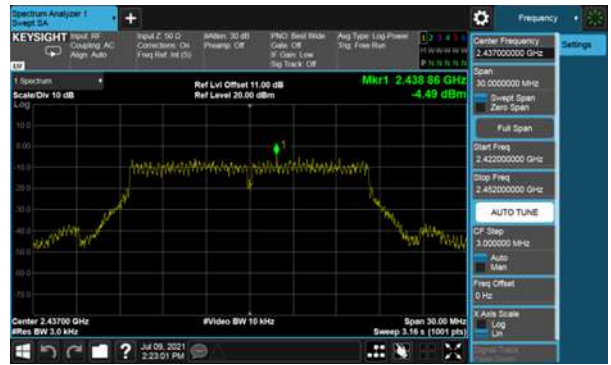 Spectrum Analyzer 1
Swept SA
+
Frequency
KEYSIGHT
Input: RF
Coupling: AC
Align: Auto
Input Z: 50 Ω
Corrections: On
Freq Ref: Int (S)
#Atten: 30 dB
Preamp: Off
PNO: Best Wide
Gate: Off
IF Gain: Low
Sig Track: Off
Avg Type: Log-Power
Trig: Free Run
1 2 3 4 5 6
M W W W W W
P N N N N N
LXI
1 Spectrum
Scale/Div 10 dB
Log
Ref Lvl Offset 11.00 dB
Ref Level 20.00 dBm
Mkr1 2.438 86 GHz
-4.49 dBm
10.0
0.00
-10.0
-20.0
-30.0
-40.0
-50.0
-60.0
-70.0
1
Center 2.43700 GHz
#Res BW 3.0 kHz
#Video BW 10 kHz
Span 30.00 MHz
Sweep 3.16 s (1001 pts)
Center Frequency
2.437000000 GHz
Settings
Span
30.0000000 MHz
Swept Span
Zero Span
Full Span
Start Freq
2.422000000 GHz
Stop Freq
2.452000000 GHz
AUTO TUNE
CF Step
3.000000 MHz
Auto
Man
Freq Offset
0 Hz
X Axis Scale
Log
Lin
Signal Track
?
Jul 09, 2021
2:23:01 PM